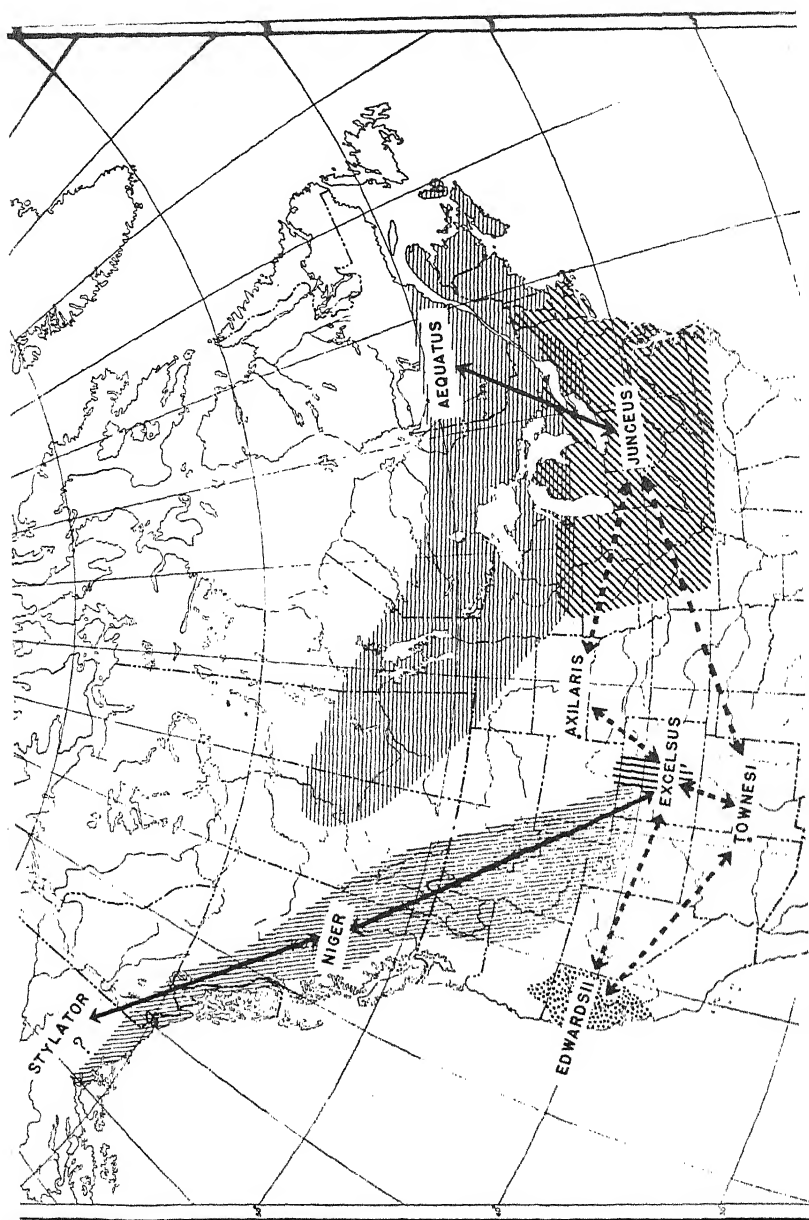 STYLATOR
?
NIGER
AEQUATUS
JUNCEUS
AXILARIS
EXCELSUS
TOWNESI
EDWARDSII